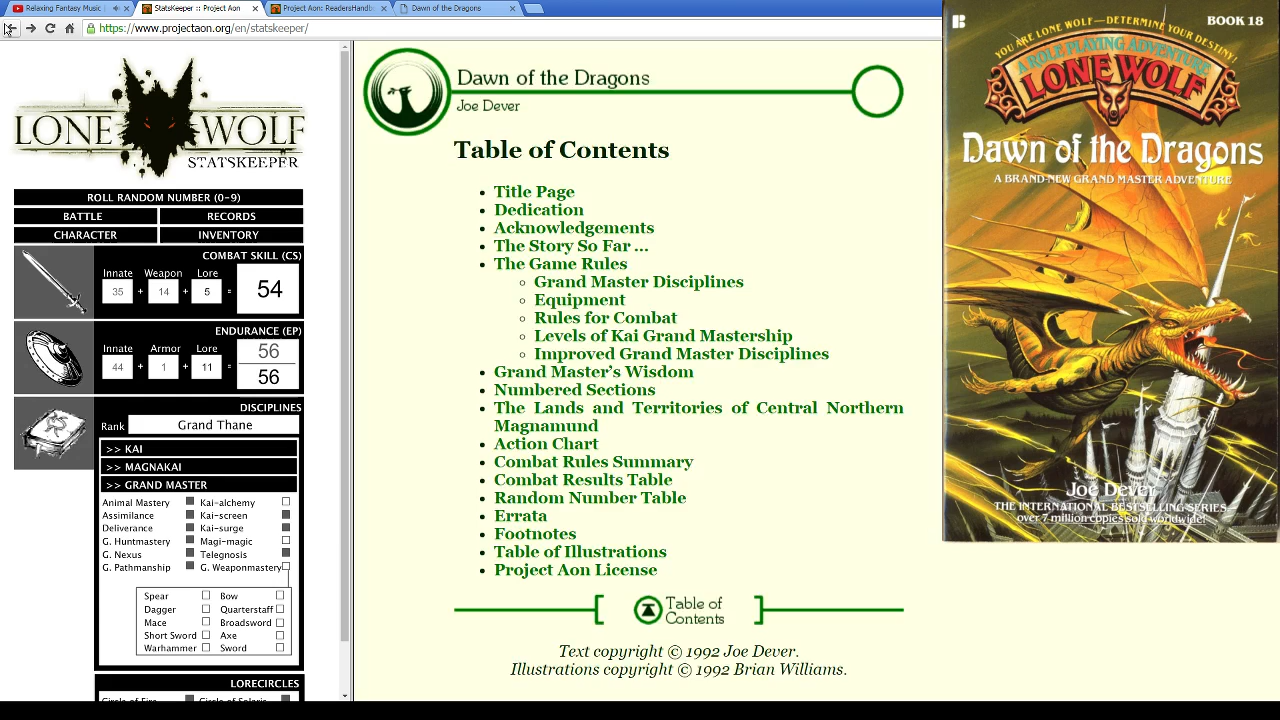 Relaxing Fantasy Music
StatsKeeper :: Project Aon
Project Aon: ReadersHandb
Dawn of the Dragons
https://www.projectaon.org/en/statskeeper/
LONE WOLF
STATSKEEPER
ROLL RANDOM NUMBER (0-9)
BATTLE RECORDS
CHARACTER INVENTORY
COMBAT SKILL (CS)
Innate Weapon Lore
35 + 14 + 5 = 54
ENDURANCE (EP)
Innate Armor Lore
44 + 1 + 11 = 56
56
DISCIPLINES
Rank Grand Thane
>> KAI
>> MAGNAKAI
>> GRAND MASTER
Animal Mastery Kai-alchemy
Assimilance Kai-screen
Deliverance Kai-surge
G. Huntmastery Magi-magic
G. Nexus Telegnosis
G. Pathmanship G. Weaponmastery
Spear Bow
Dagger Quarterstaff
Mace Broadsword
Short Sword Axe
Warhammer Sword
LORECIRCLES
Circle of Fire Circle of Solaris
Dawn of the Dragons
Joe Dever
Table of Contents
• Title Page
• Dedication
• Acknowledgements
• The Story So Far ...
• The Game Rules
○ Grand Master Disciplines
○ Equipment
○ Rules for Combat
○ Levels of Kai Grand Mastership
○ Improved Grand Master Disciplines
• Grand Master’s Wisdom
• Numbered Sections
• The Lands and Territories of Central Northern
Magnamund
• Action Chart
• Combat Rules Summary
• Combat Results Table
• Random Number Table
• Errata
• Footnotes
• Table of Illustrations
• Project Aon License
Table of
Contents
Text copyright © 1992 Joe Dever.
Illustrations copyright © 1992 Brian Williams.
B
BOOK 18
YOU ARE LONE WOLF—DETERMINE YOUR DESTINY!
A ROLE PLAYING ADVENTURE
LONE WOLF
Dawn of the Dragons
A BRAND-NEW GRAND MASTER ADVENTURE
Joe Dever
THE INTERNATIONAL BESTSELLING SERIES—
over 7 million copies sold worldwide!